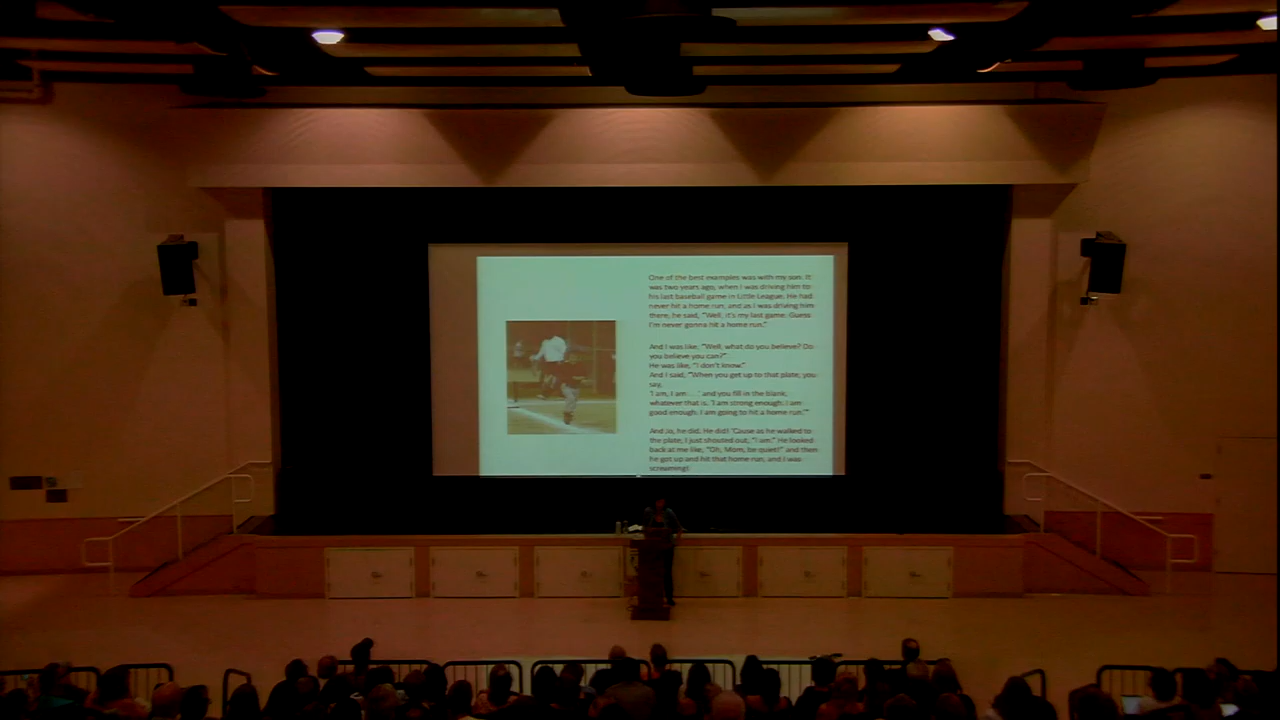 One of the best examples was with my son. It
was two years ago, when I was driving him to
his last baseball game in Little League. He had
never hit a home run, and as I was driving him
there, he said, "Well, it's my last game. Guess
I'm never gonna hit a home run."
And I was like, "Well, what do you believe? Do
you believe you can?"
He was like, "I don't know."
And I said, "When you get up to that plate, you
say,
'I am, I am . . .' and you fill in the blank,
whatever that is. 'I am strong enough. I am
good enough. I am going to hit a home run.'"
And lo, he did. He did! 'Cause as he walked to
the plate, I just shouted out, "I am." He looked
back at me like, "Oh, Mom, be quiet!" and then
he got up and hit that home run, and I was
screaming!